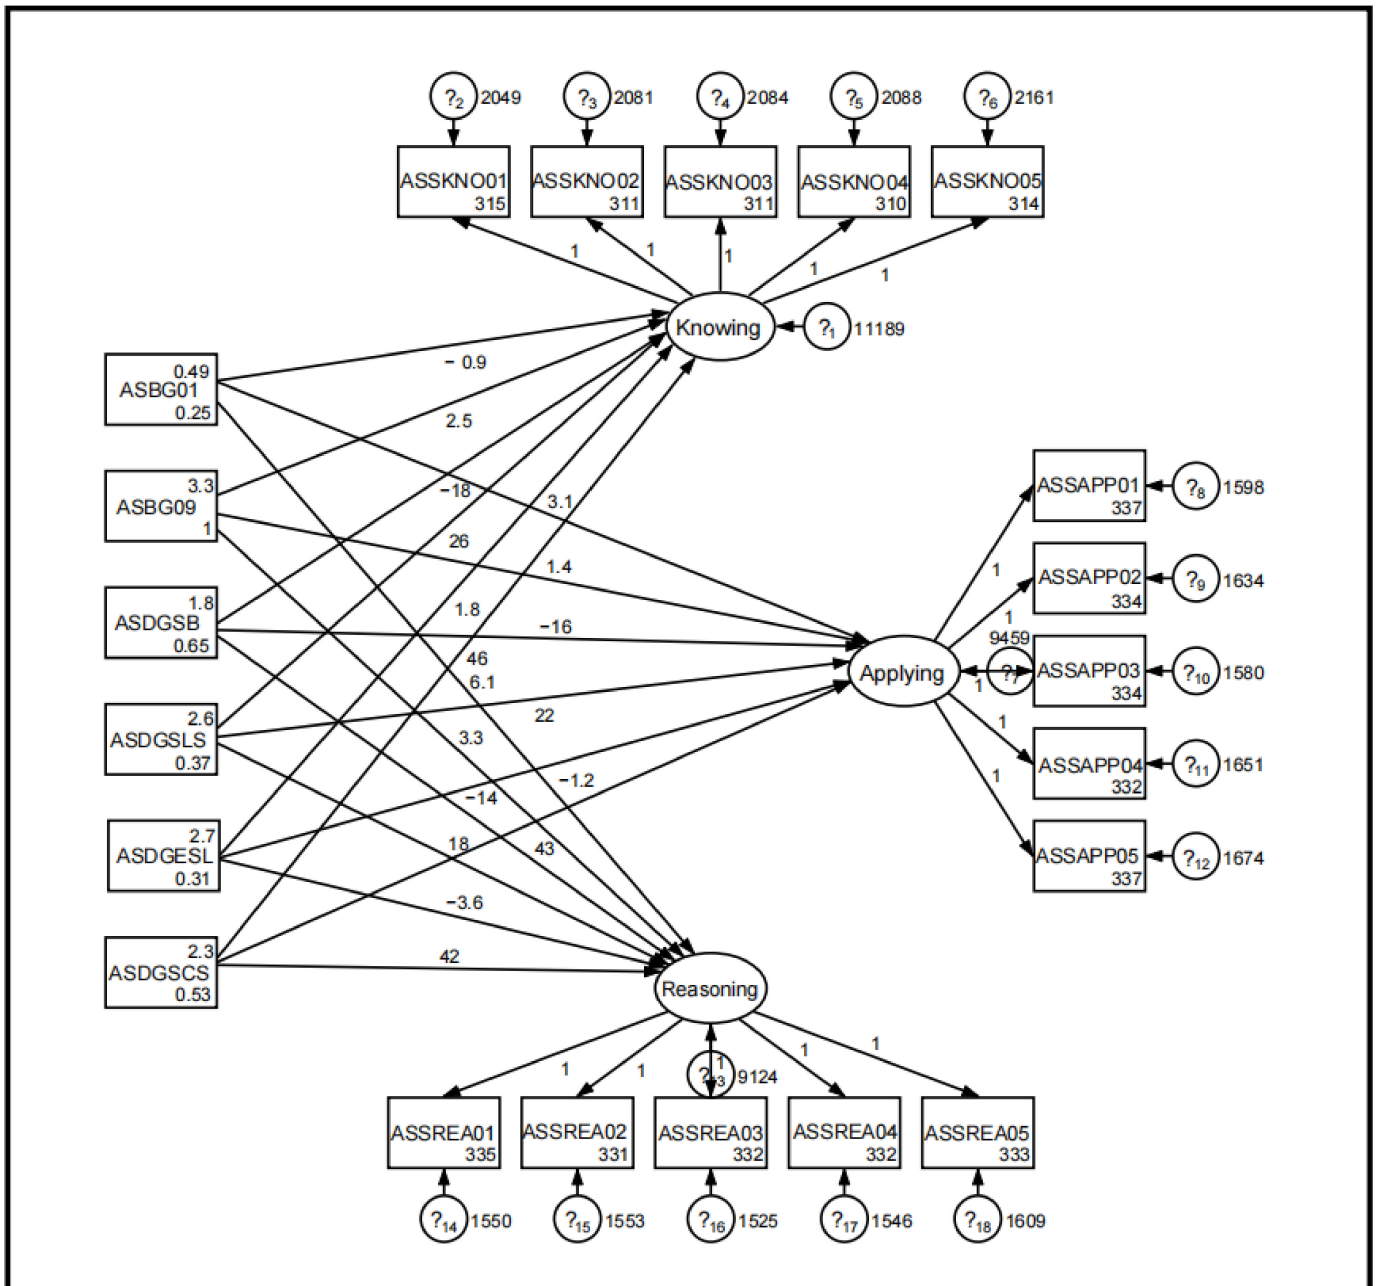 ?2 2049 ?3 2081 ?4 2084 ?5 2088 ?6 2161
ASSKNO01 ASSKNO02 ASSKNO03 ASSKNO04 ASSKNO05
315 311 311 310 314
1 1 1 1 1
Knowing ?1 11189
0.49
ASBG01
0.25
− 0.9
2.5
3.3
ASBG09
1
−18
3.1
26
1.4
ASSAPP01
337
?8 1598
1
ASSAPP02
334
?9 1634
1
1.8
ASDGSB
0.65
1.8
−16
46
6.1
22
9459
Applying
?7
1
ASSAPP03
334
?10 1580
2.6
ASDGSLS
0.37
3.3
−1.2
−14
1
ASSAPP04
332
?11 1651
1
2.7
ASDGESL
0.31
18
43
−3.6
ASSAPP05
337
?12 1674
2.3
ASDGSCS
0.53
42
Reasoning
1 1 1 1 1
?13 9124
ASSREA01 ASSREA02 ASSREA03 ASSREA04 ASSREA05
335 331 332 332 333
?14 1550 ?15 1553 ?16 1525 ?17 1546 ?18 1609